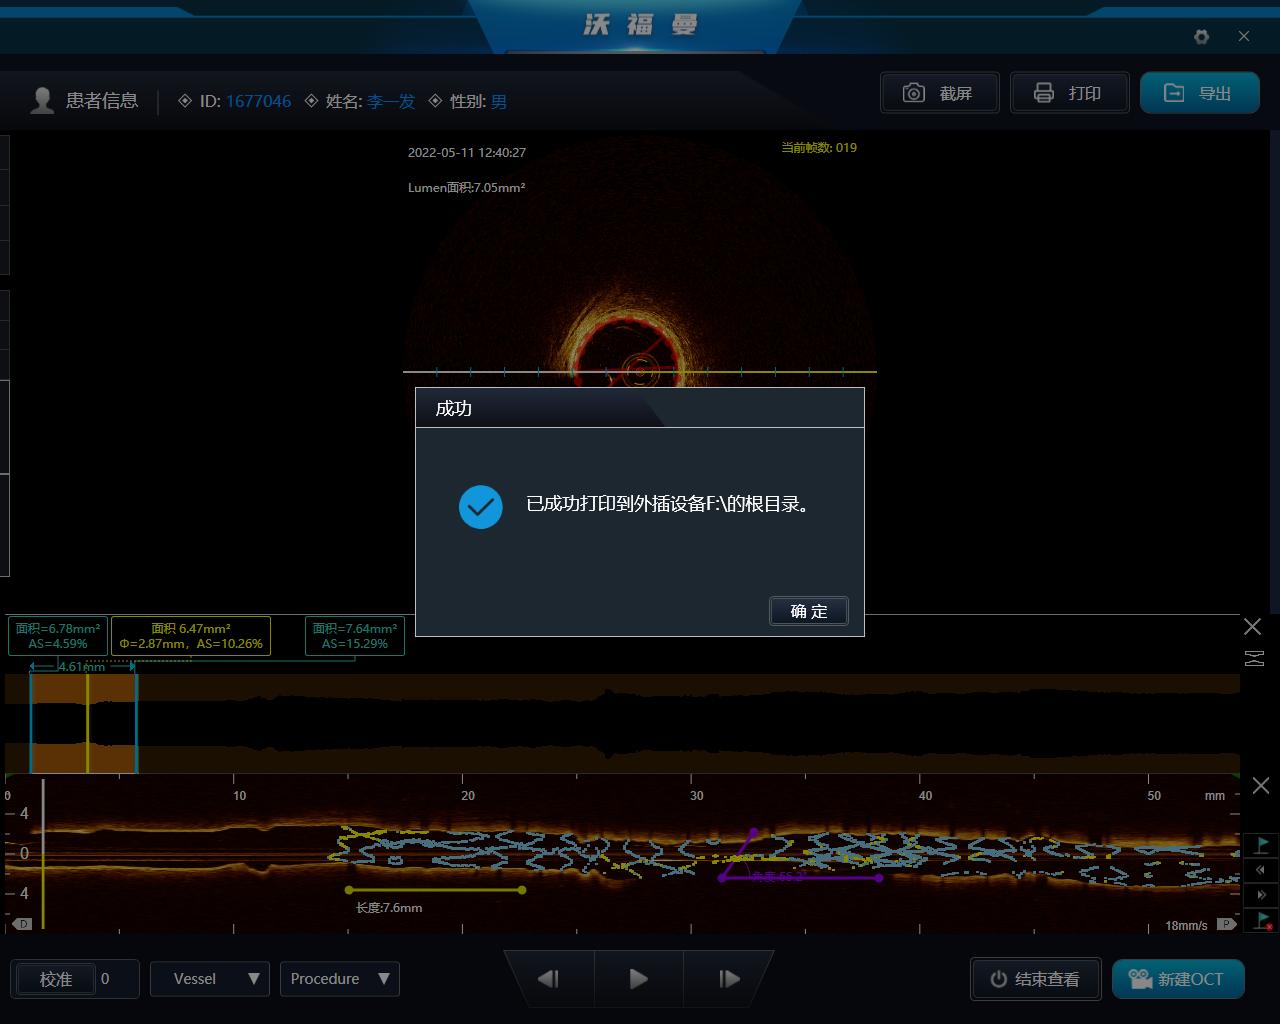 沃福曼
患者信息 ID: 1677046 姓名: 李一发 性别: 男 截屏 打印 导出
2022-05-11 12:40:27 当前帧数: 019
Lumen面积:7.05mm²
成功
已成功打印到外插设备F:\的根目录。
确 定
面积=6.78mm² 面积 6.47mm² 面积=7.64mm²
AS=4.59% Φ=2.87mm，AS=10.26% AS=15.29%
4.61mm
0 10 20 30 40 50 mm
4
0
角度:55.2°
4
长度:7.6mm
D 18mm/s P
校准 0 Vessel Procedure 结束查看 新建OCT